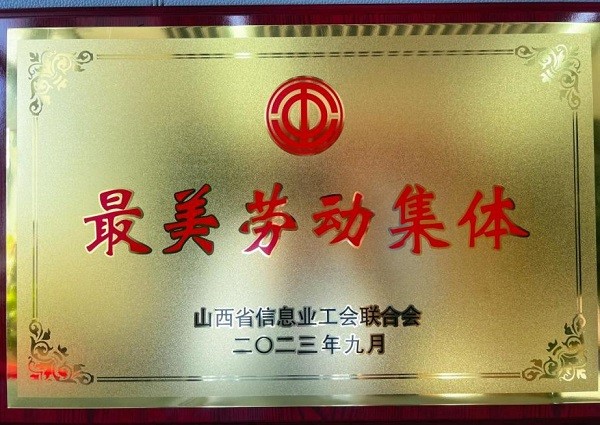 最美劳动集体
山西省信息业工会联合会
二〇二三年九月